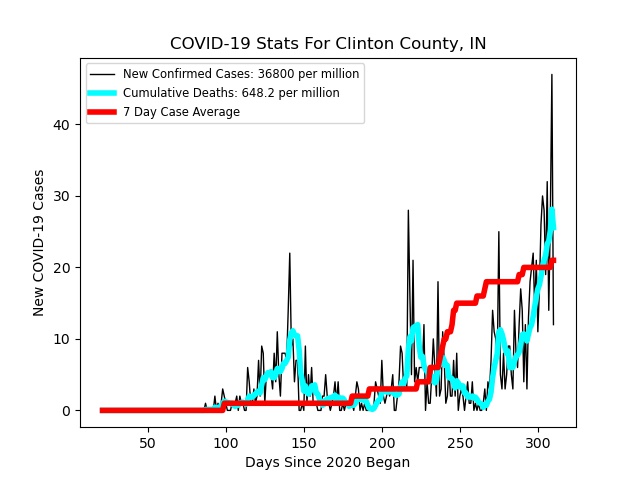 COVID-19 Stats For Clinton County, IN
New Confirmed Cases: 36800 per million
Cumulative Deaths: 648.2 per million
7 Day Case Average
New COVID-19 Cases
40
30
20
10
0
50 100 150 200 250 300
Days Since 2020 Began